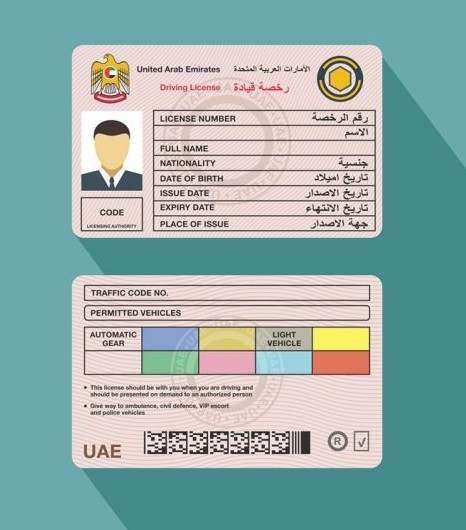 United Arab Emirates الأمارات العربية المتحدة
Driving License رخصة قيادة
LICENSE NUMBER رقم الرخصة
الاسم
FULL NAME
NATIONALITY جنسية
DATE OF BIRTH تاريخ اميلاد
ISSUE DATE تاريخ الاصدار
EXPIRY DATE تاريخ الانتهاء
PLACE OF ISSUE جهة الاصدار
CODE
LICENSING AUTHORITY
TRAFFIC CODE NO.
PERMITTED VEHICLES
AUTOMATIC
GEAR
LIGHT
VEHICLE
• This license should be with you when you are driving and
should be presented on demand to an authorized person
• Give way to ambulance, civil defence, VIP escort
and police vehicles
UAE
R